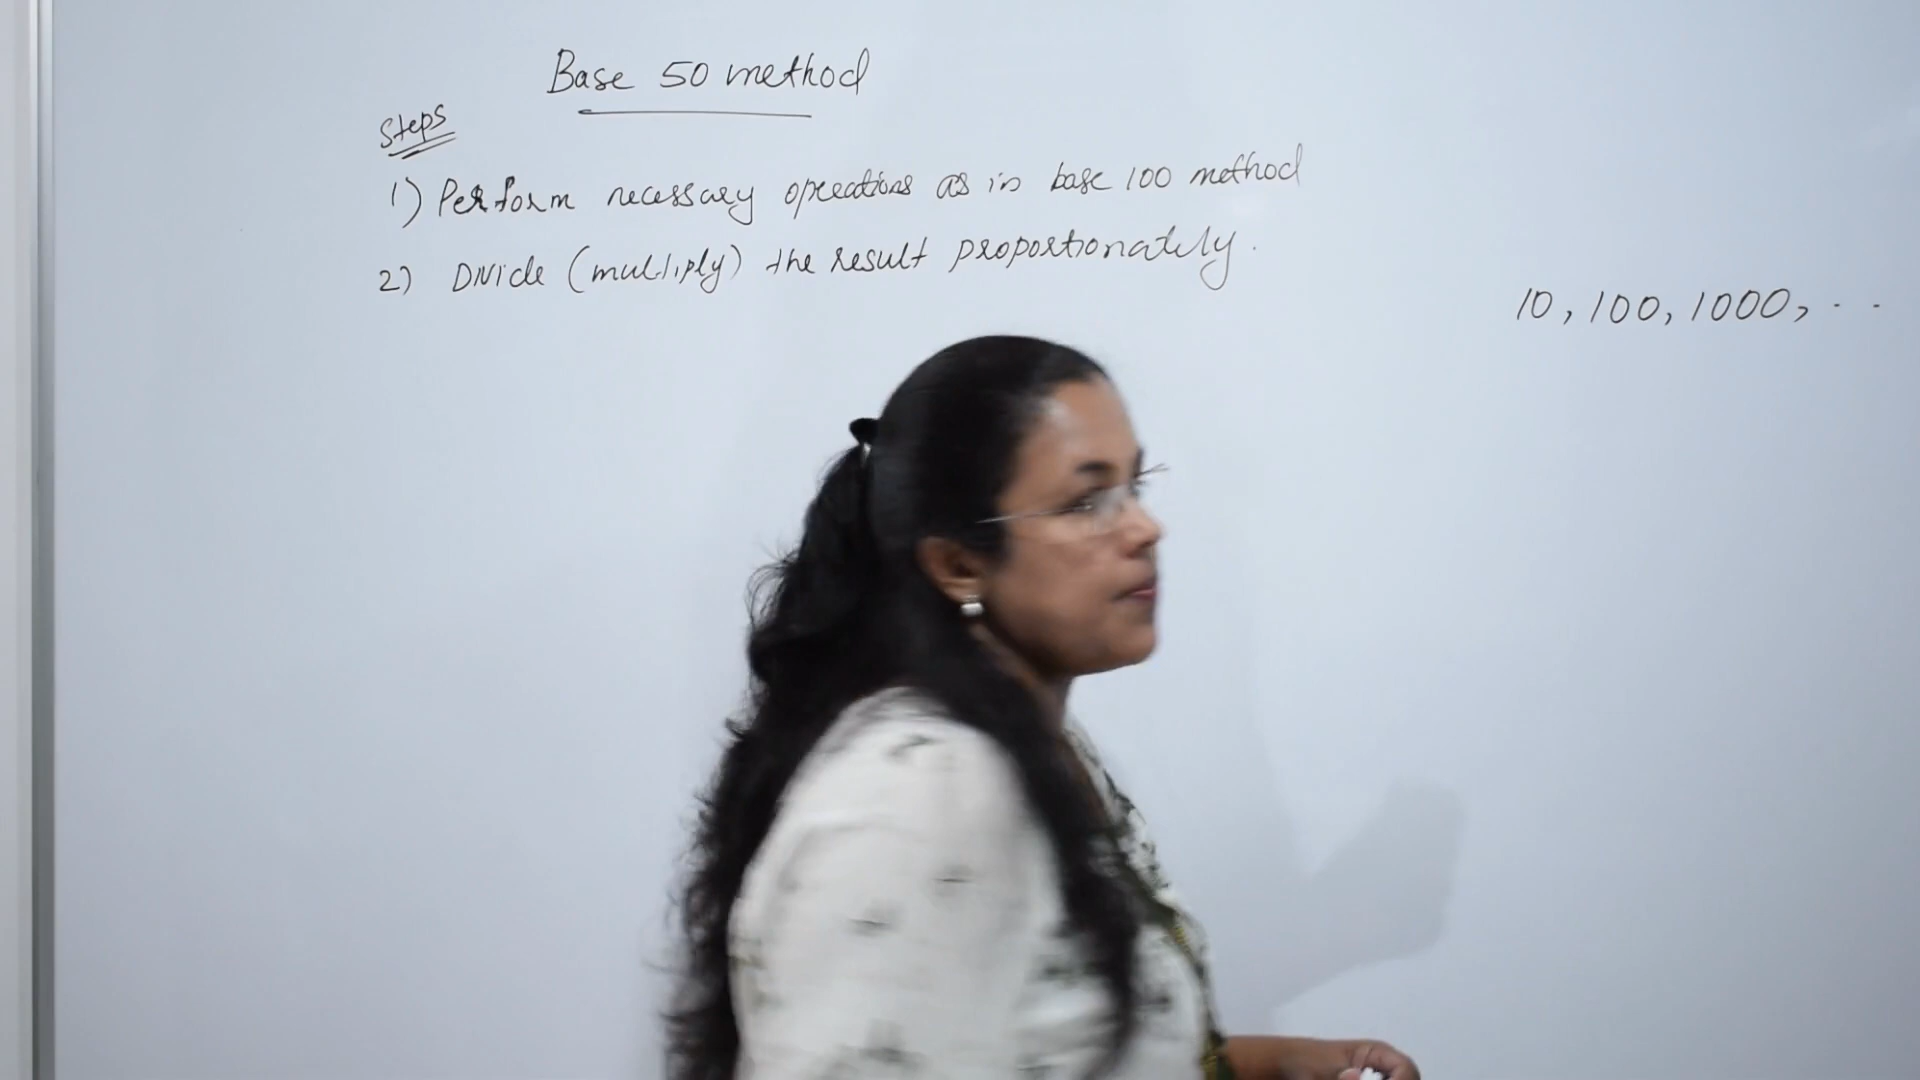 Base 50 method
Steps
1) Perform necessary operations as in base 100 method
2) Divide (multiply) the result proportionately.
10, 100, 1000, . .